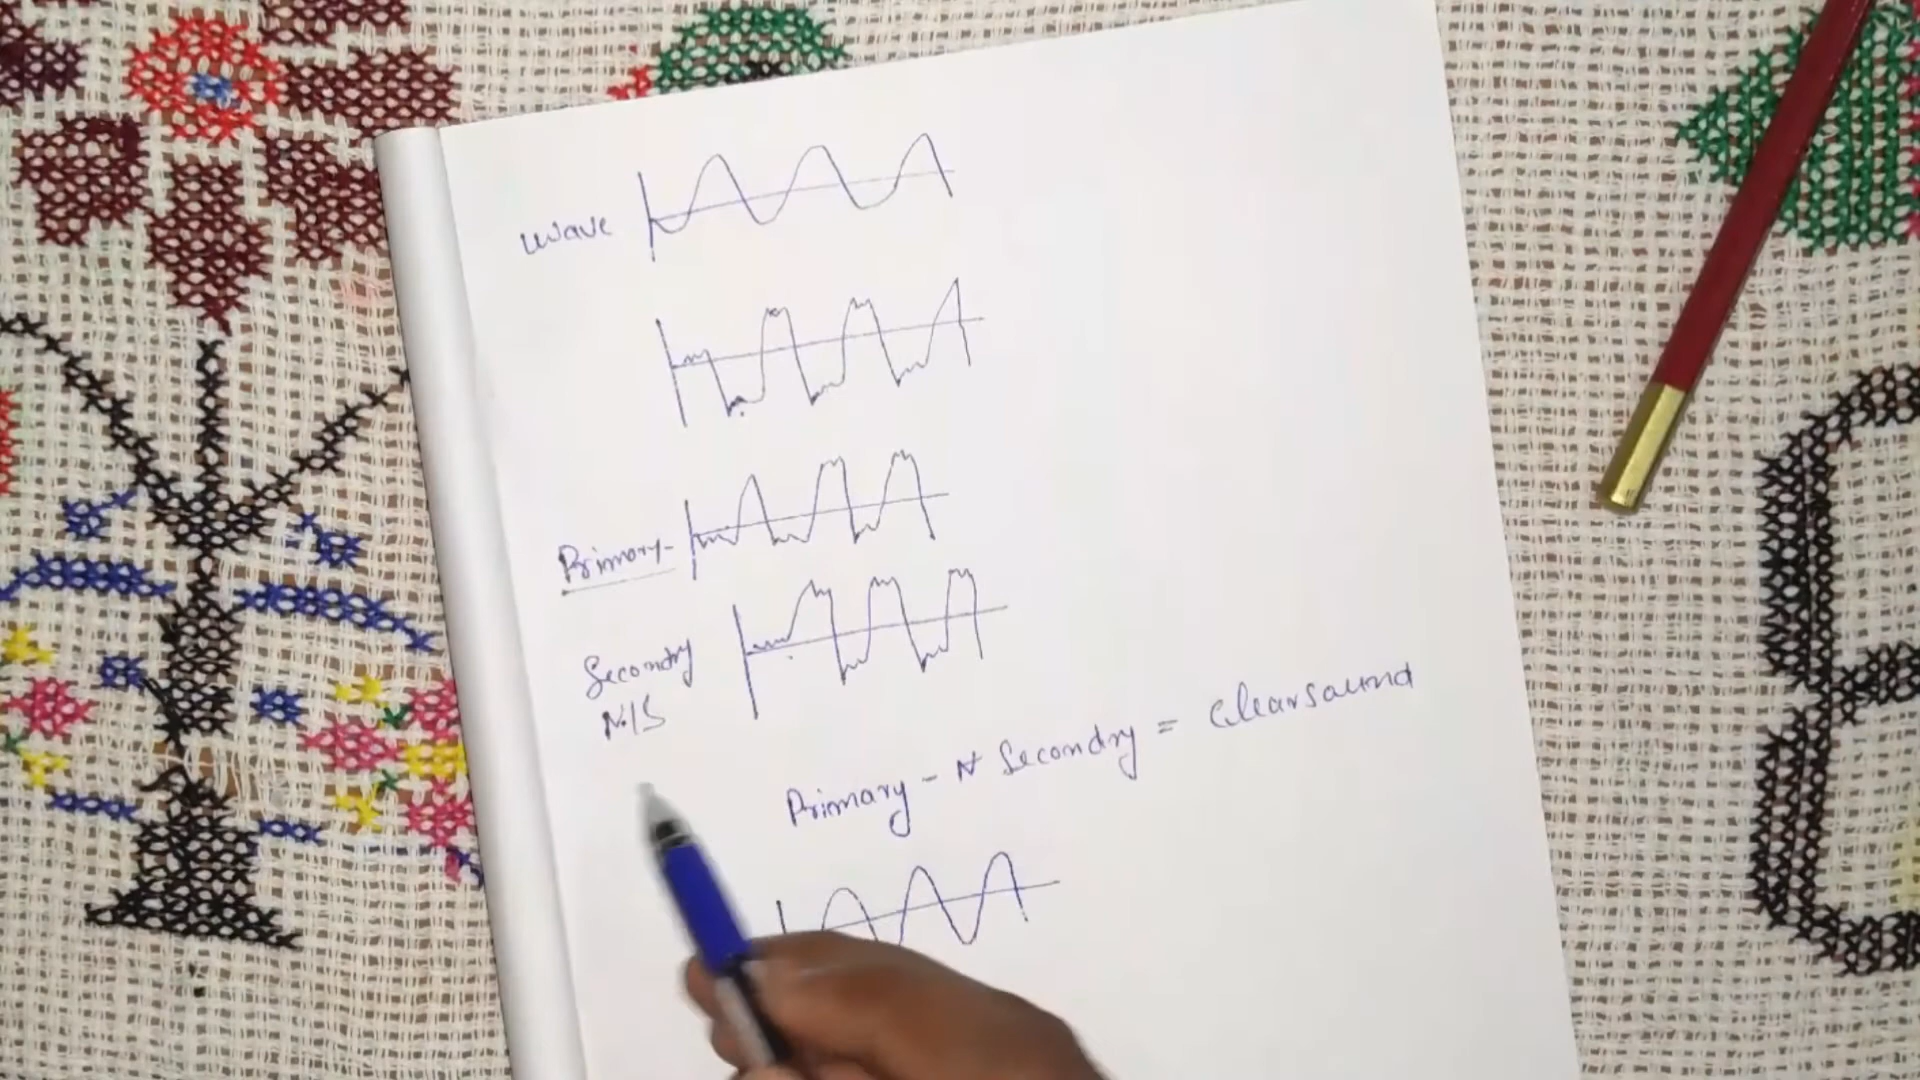 wave
Primary-
Secondry
N/S
Primary - N Secondry = Clearsound